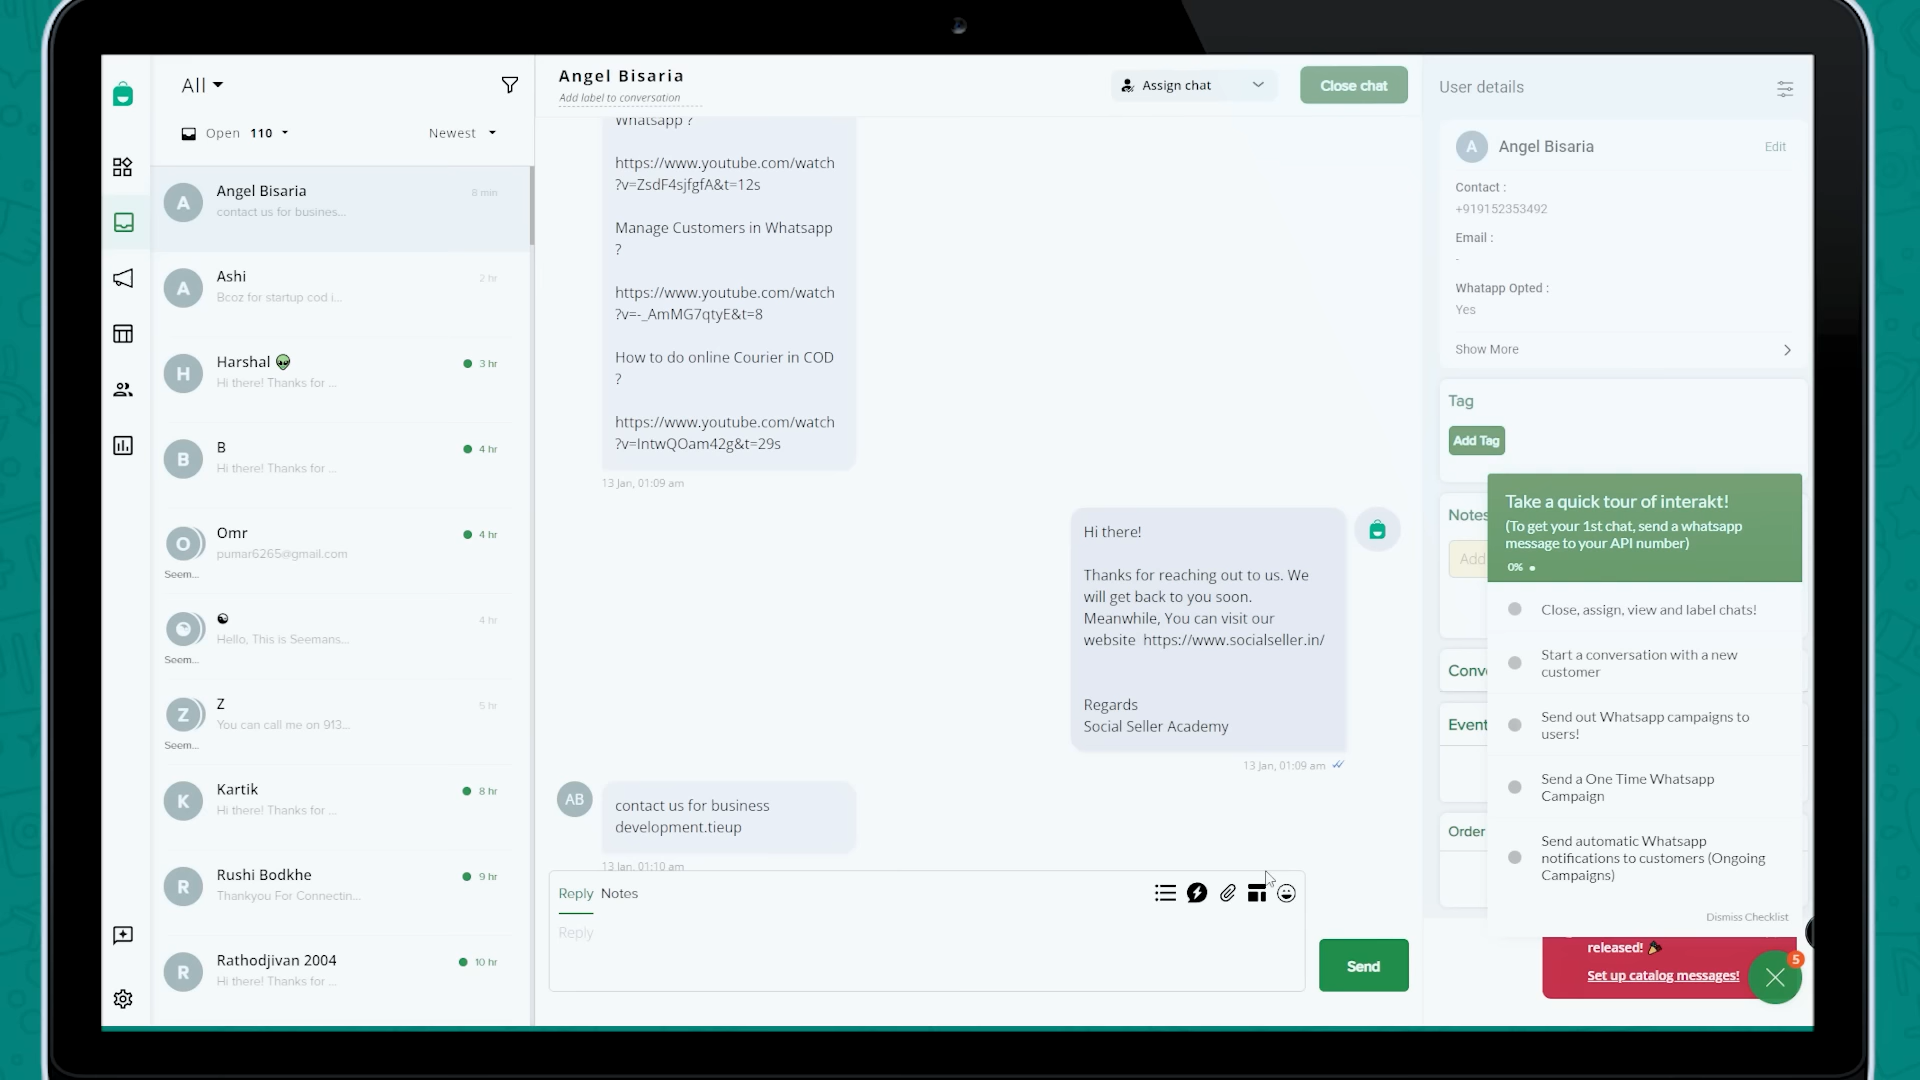 All
Open 110
Newest
Angel Bisaria
8 min
contact us for busines...
Ashi
2 hr
Bcoz for startup cod i...
Harshal
3 hr
Hi there! Thanks for ...
B
4 hr
Hi there! Thanks for ...
Omr
4 hr
pumar6265@gmail.com
Seem...
4 hr
Hello, This is Seemans...
Seem...
Z
5 hr
You can call me on 913...
Seem...
Kartik
8 hr
Hi there! Thanks for ...
Rushi Bodkhe
9 hr
Thankyou For Connectin...
Rathodjivan 2004
10 hr
Hi there! Thanks for ...
A
A
H
B
O
Z
K
R
R
Angel Bisaria
Add label to conversation
Assign chat
Close chat
Whatsapp ?
https://www.youtube.com/watch
?v=ZsdF4sjfgfA&t=12s
Manage Customers in Whatsapp
?
https://www.youtube.com/watch
?v=-_AmMG7qtyE&t=8
How to do online Courier in COD
?
https://www.youtube.com/watch
?v=IntwQOam42g&t=29s
13 Jan, 01:09 am
Hi there!
Thanks for reaching out to us. We
will get back to you soon.
Meanwhile, You can visit our
website https://www.socialseller.in/
Regards
Social Seller Academy
13 Jan, 01:09 am
AB
contact us for business
development.tieup
13 Jan, 01:10 am
Reply Notes
Reply
Send
User details
A
Angel Bisaria
Edit
Contact :
+919152353492
Email :
-
Whatapp Opted :
Yes
Show More
Tag
Add Tag
Notes
Add
Conv
Event
Order
Take a quick tour of interakt!
(To get your 1st chat, send a whatsapp
message to your API number)
0%
Close, assign, view and label chats!
Start a conversation with a new
customer
Send out Whatsapp campaigns to
users!
Send a One Time Whatsapp
Campaign
Send automatic Whatsapp
notifications to customers (Ongoing
Campaigns)
Dismiss Checklist
released!
Set up catalog messages!
5